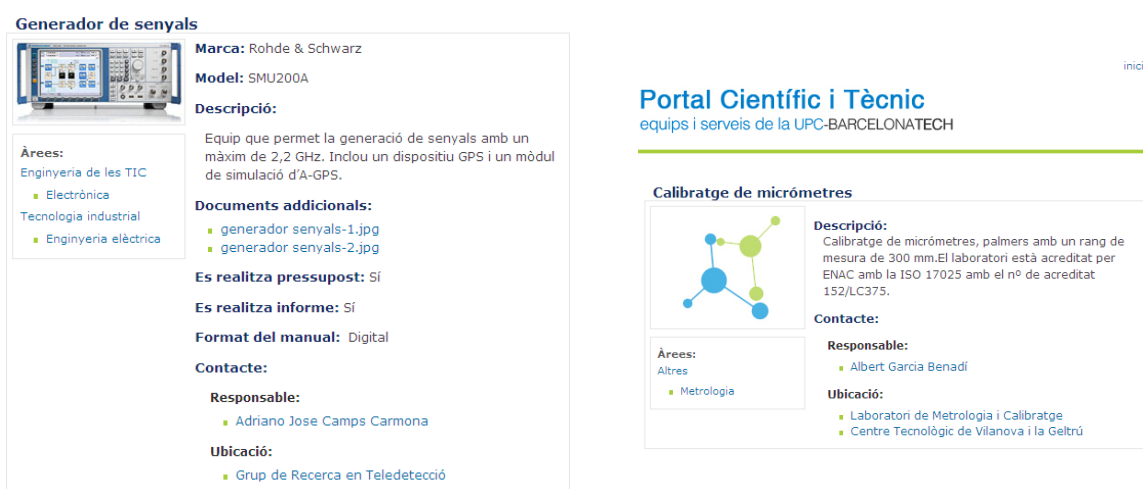 Generador de senyals
Marca: Rohde & Schwarz
Model: SMU200A
Descripció:
Equip que permet la generació de senyals amb un
màxim de 2,2 GHz. Inclou un dispositiu GPS i un mòdul
de simulació d´A-GPS.
Àrees:
Enginyeria de les TIC
Electrònica
Tecnologia industrial
Enginyeria elèctrica
Documents addicionals:
generador senyals-1.jpg
generador senyals-2.jpg
Es realitza pressupost: Sí
Es realitza informe: Sí
Format del manual: Digital
Contacte:
Responsable:
Adriano Jose Camps Carmona
Ubicació:
Grup de Recerca en Teledetecció
inici
Portal Científic i Tècnic
equips i serveis de la UPC-BARCELONATECH
Calibratge de micrómetres
Descripció:
Calibratge de micrómetres, palmers amb un rang de
mesura de 300 mm.El laboratori està acreditat per
ENAC amb la ISO 17025 amb el nº de acreditat
152/LC375.
Àrees:
Altres
Metrologia
Contacte:
Responsable:
Albert Garcia Benadí
Ubicació:
Laboratori de Metrologia i Calibratge
Centre Tecnològic de Vilanova i la Geltrú